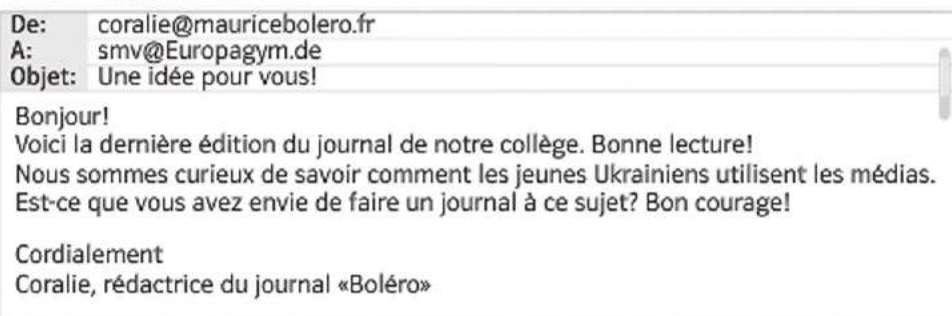 De: coralie@mauricebolero.fr
A: smv@Europagym.de
Objet: Une idée pour vous!
Bonjour!
Voici la dernière édition du journal de notre collège. Bonne lecture!
Nous sommes curieux de savoir comment les jeunes Ukrainiens utilisent les médias.
Est-ce que vous avez envie de faire un journal à ce sujet? Bon courage!
Cordialement
Coralie, rédactrice du journal «Boléro»